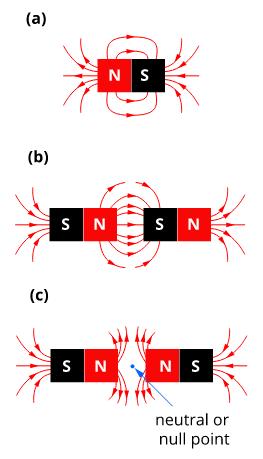 (a)
N S
(b)
S N S N
(c)
S N N S
neutral or
null point